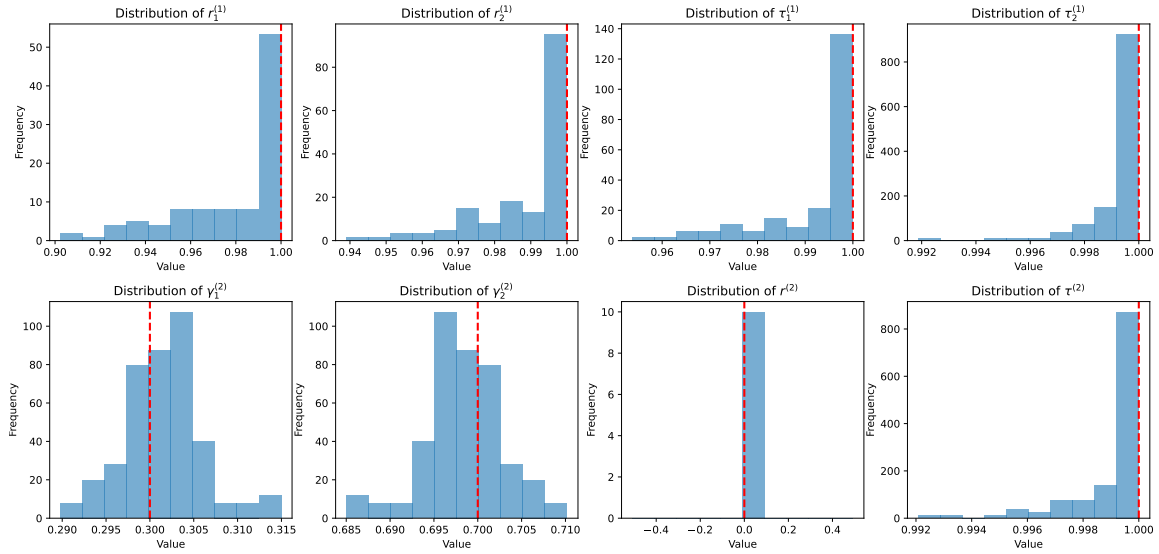 Distribution of $r_1^{(1)}$
Frequency
50
40
30
20
10
0
0.90 0.92 0.94 0.96 0.98 1.00
Value
Distribution of $r_2^{(1)}$
Frequency
80
60
40
20
0
0.94 0.95 0.96 0.97 0.98 0.99 1.00
Value
Distribution of $\tau_1^{(1)}$
Frequency
140
120
100
80
60
40
20
0
0.96 0.97 0.98 0.99 1.00
Value
Distribution of $\tau_2^{(1)}$
Frequency
800
600
400
200
0
0.992 0.994 0.996 0.998 1.000
Value
Distribution of $\gamma_1^{(2)}$
Frequency
100
80
60
40
20
0
0.290 0.295 0.300 0.305 0.310 0.315
Value
Distribution of $\gamma_2^{(2)}$
Frequency
100
80
60
40
20
0
0.685 0.690 0.695 0.700 0.705 0.710
Value
Distribution of $r^{(2)}$
Frequency
10
8
6
4
2
0
−0.4 −0.2 0.0 0.2 0.4
Value
Distribution of $\tau^{(2)}$
Frequency
800
600
400
200
0
0.992 0.994 0.996 0.998 1.000
Value